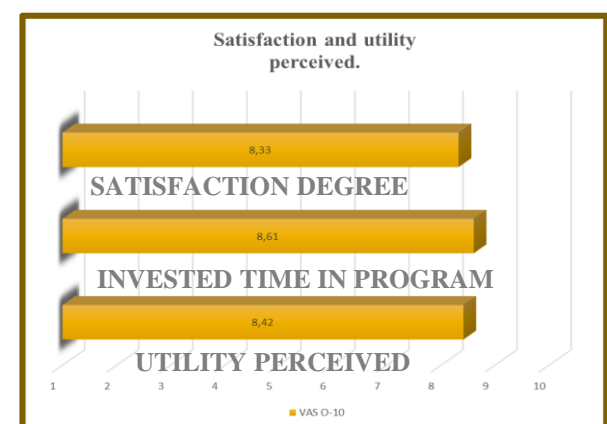 Satisfaction and utility
perceived.
8,33
SATISFACTION DEGREE
8,61
INVESTED TIME IN PROGRAM
8,42
UTILITY PERCEIVED
1 2 3 4 5 6 7 8 9 10
VAS O-10